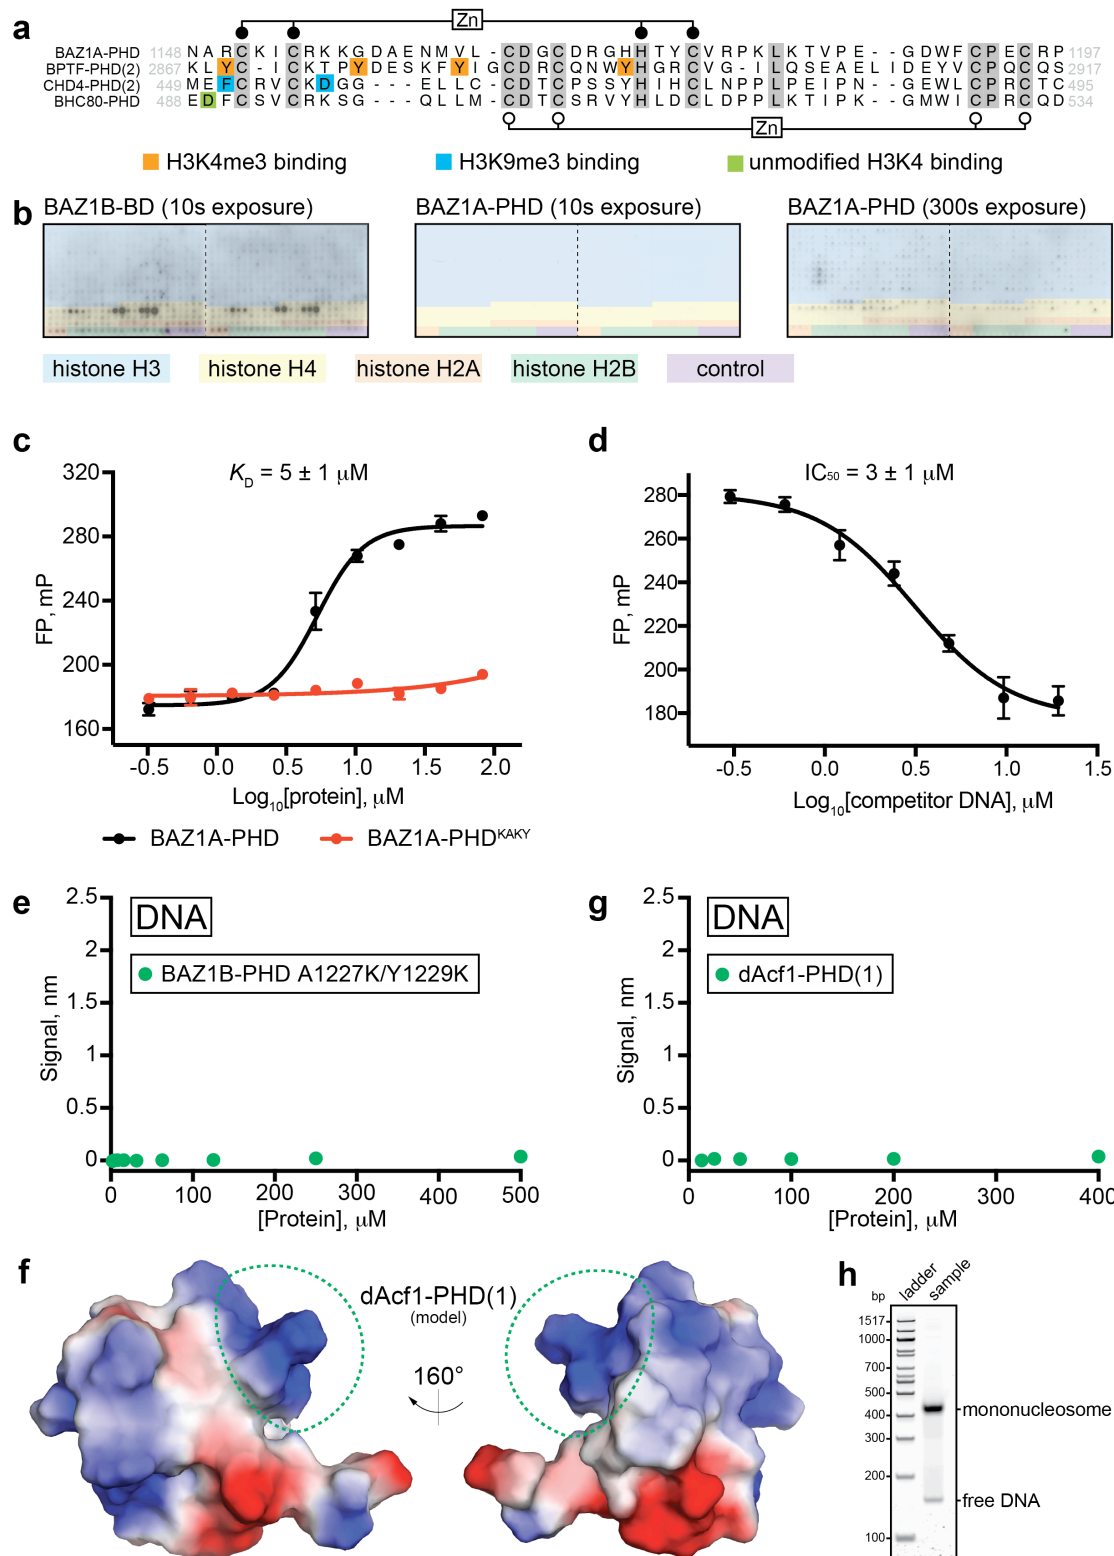 a
Zn
BAZ1A-PHD 1148 N A R C K I C R K K G D A E N M V L - C D G C D R G H H T Y C V R P K L K T V P E - - G D W F C P E C R P 1197
BPTF-PHD(2) 2867 K L Y C - I C K T P Y D E S K F Y I G C D R C Q N W Y H G R C V G - I L Q S E A E L I D E Y V C P Q C Q S 2917
CHD4-PHD(2) 449 M E F C R V C K D G G - - - E L L C - C D T C P S S Y H I H C L N P P L P E I P N - - G E W L C P R C T C 495
BHC80-PHD 488 E D F C S V C R K S G - - - Q L L M - C D T C S R V Y H L D C L D P P L K T I P K - - G M W I C P R C Q D 534
Zn
H3K4me3 binding H3K9me3 binding unmodified H3K4 binding
b
BAZ1B-BD (10s exposure) BAZ1A-PHD (10s exposure) BAZ1A-PHD (300s exposure)
histone H3 histone H4 histone H2A histone H2B control
c
KD = 5 ± 1 μM
320
280
240
200
160
FP, mP
-0.5 0.0 0.5 1.0 1.5 2.0
Log10[protein], μM
BAZ1A-PHD BAZ1A-PHDKAKY
d
IC50 = 3 ± 1 μM
280
260
240
220
200
180
FP, mP
-0.5 0.0 0.5 1.0 1.5
Log10[competitor DNA], μM
e
2.5
2
1.5
1
0.5
0
Signal, nm
DNA
BAZ1B-PHD A1227K/Y1229K
0 100 200 300 400 500
[Protein], μM
g
2.5
2
1.5
1
0.5
0
Signal, nm
DNA
dAcf1-PHD(1)
0 100 200 300 400
[Protein], μM
f
dAcf1-PHD(1)
(model)
160°
h
ladder
sample
bp
1517
1000
700
500
400
300
200
100
mononucleosome
free DNA